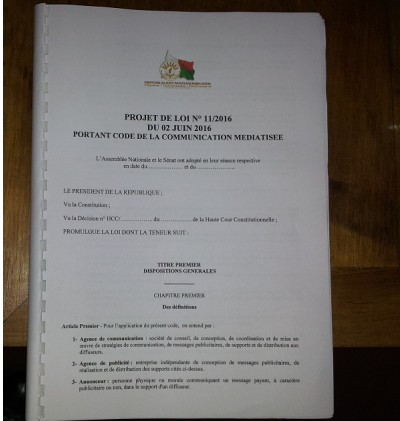 PROJET DE LOI N° 11/2016
DU 02 JUIN 2016
PORTANT CODE DE LA COMMUNICATION MEDIATISEE
L'Assemblée Nationale et le Sénat ont adopté en leur séance respective
en date du.................. et du....................
LE PRESIDENT DE LA REPUBLIQUE ;
Vu la Constitution ;
Vu la Décision n° HCC/.................. du .................. de la Haute Cour Constitutionnelle ;
PROMULGUE LA LOI DONT LA TENEUR SUIT :
TITRE PREMIER
DISPOSITIONS GENERALES
CHAPITRE PREMIER
Des définitions
Article Premier - Pour l'application du présent code, on entend par :
1- Agence de communication : société de conseil, de conception, de coordination et de mise en
œuvre de stratégies de communication, de messages publicitaires, de supports et de distribution aux
diffuseurs.
2- Agence de publicité : entreprise indépendante de conception de messages publicitaires, de
réalisation et de distribution des supports cités ci-dessus.
3- Annonceur : personne physique ou morale communiquant un message payant, à caractère
publicitaire ou non, dans le support d'un diffuseur.